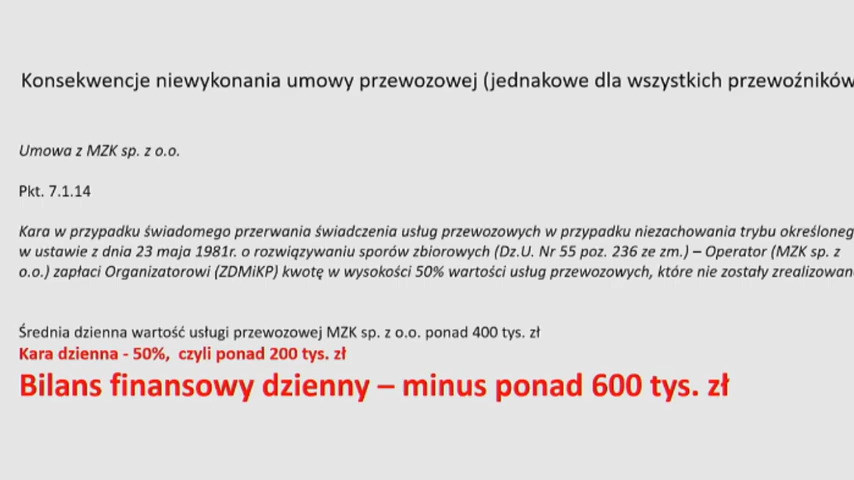 Konsekwencje niewykonania umowy przewozowej (jednakowe dla wszystkich przewoźników
Umowa z MZK sp. z o.o.
Pkt. 7.1.14
Kara w przypadku świadomego przerwania świadczenia usług przewozowych w przypadku niezachowania trybu określoneg
w ustawie z dnia 23 maja 1981r. o rozwiązywaniu sporów zbiorowych (Dz.U. Nr 55 poz. 236 ze zm.) – Operator (MZK sp. z
o.o.) zapłaci Organizatorowi (ZDMiKP) kwotę w wysokości 50% wartości usług przewozowych, które nie zostały zrealizowan
Średnia dzienna wartość usługi przewozowej MZK sp. z o.o. ponad 400 tys. zł
Kara dzienna - 50%, czyli ponad 200 tys. zł
Bilans finansowy dzienny – minus ponad 600 tys. zł